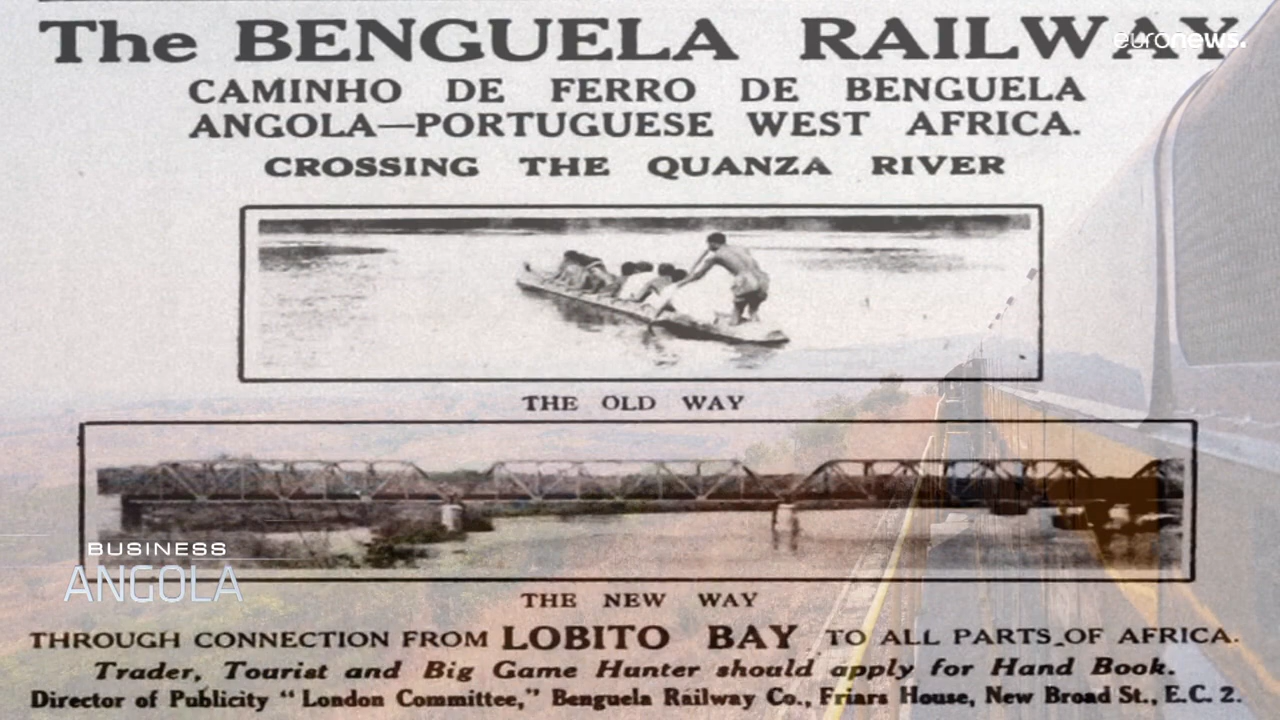 The BENGUELA RAILWAY
euronews.
CAMINHO DE FERRO DE BENGUELA
ANGOLA—PORTUGUESE WEST AFRICA.
CROSSING THE QUANZA RIVER
THE OLD WAY
BUSINESS
ANGOLA
THE NEW WAY
THROUGH CONNECTION FROM LOBITO BAY TO ALL PARTS OF AFRICA.
Trader, Tourist and Big Game Hunter should apply for Hand Book.
Director of Publicity "London Committee," Benguela Railway Co., Friars House, New Broad St., E.C. 2.